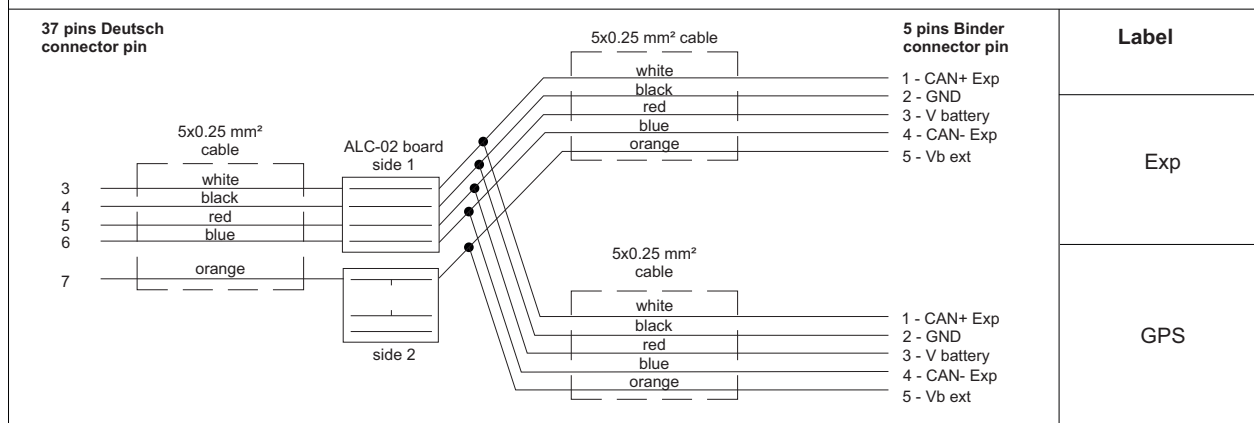 37 pins Deutsch
connector pin
5x0.25 mm² cable
5 pins Binder
connector pin
Label
white
black
red
blue
orange
1 - CAN+ Exp
2 - GND
3 - V battery
4 - CAN- Exp
5 - Vb ext
Exp
5x0.25 mm²
cable
ALC-02 board
side 1
3
4
5
6
7
white
black
red
blue
orange
side 2
5x0.25 mm²
cable
white
black
red
blue
orange
1 - CAN+ Exp
2 - GND
3 - V battery
4 - CAN- Exp
5 - Vb ext
GPS